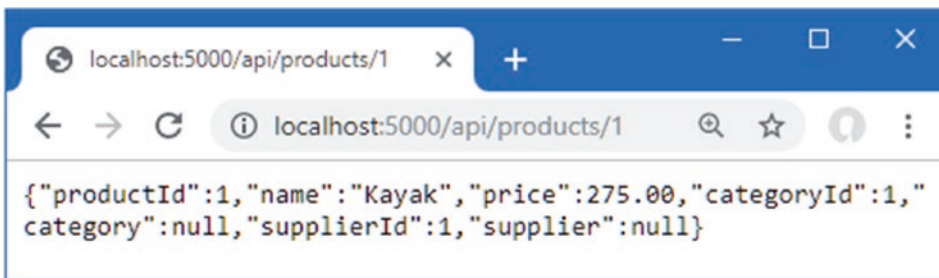 localhost:5000/api/products/1
localhost:5000/api/products/1
{"productId":1,"name":"Kayak","price":275.00,"categoryId":1,"
category":null,"supplierId":1,"supplier":null}